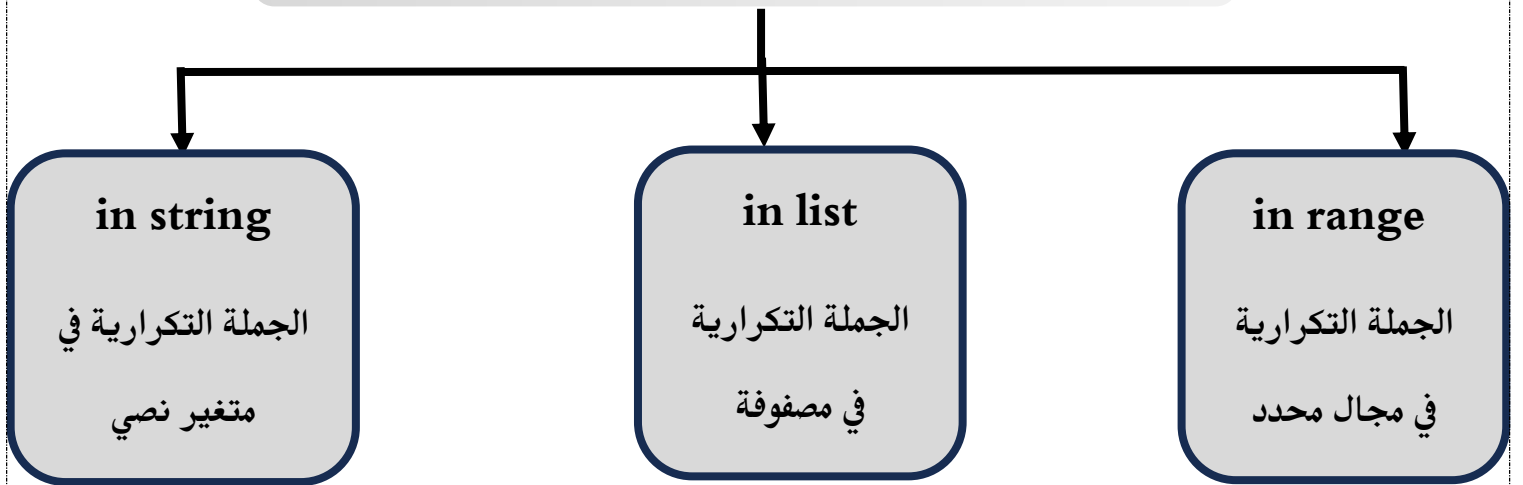 in range
الجملة التكرارية
في مجال محدد
in list
الجملة التكرارية
في مصفوفة
in string
الجملة التكرارية في
متغير نصي